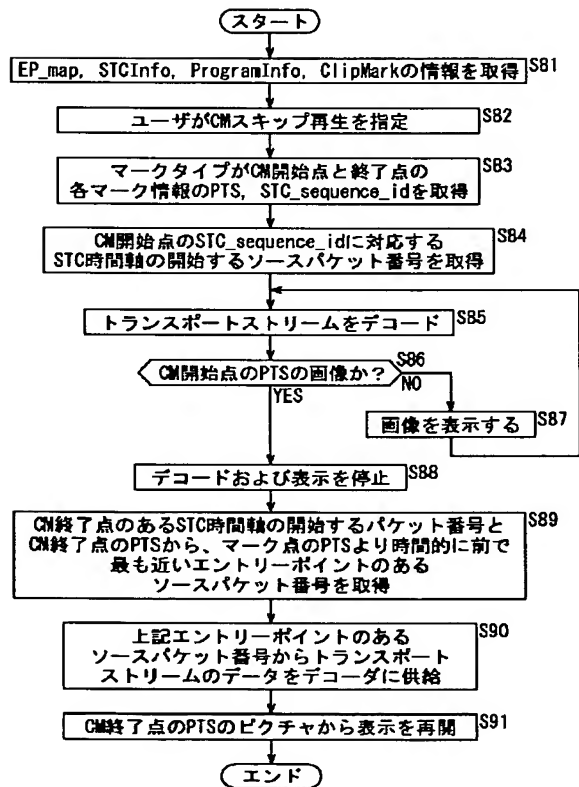 スタート
EP_map, STCInfo, ProgramInfo, ClipMarkの情報を取得
S81
ユーザがCMスキップ再生を指定
S82
マークタイプがCM開始点と終了点の
各マーク情報のPTS, STC_sequence_idを取得
S83
CM開始点のSTC_sequence_idに対応する
STC時間軸の開始するソースパケット番号を取得
S84
トランスポートストリームをデコード
S85
CM開始点のPTSの画像か？
S86
NO
YES
画像を表示する
S87
デコードおよび表示を停止
S88
CM終了点のあるSTC時間軸の開始するパケット番号と
CM終了点のPTSから、マーク点のPTSより時間的に前で
最も近いエントリーポイントのある
ソースパケット番号を取得
S89
上記エントリーポイントのある
ソースパケット番号からトランスポート
ストリームのデータをデコーダに供給
S90
CM終了点のPTSのピクチャから表示を再開
S91
エンド